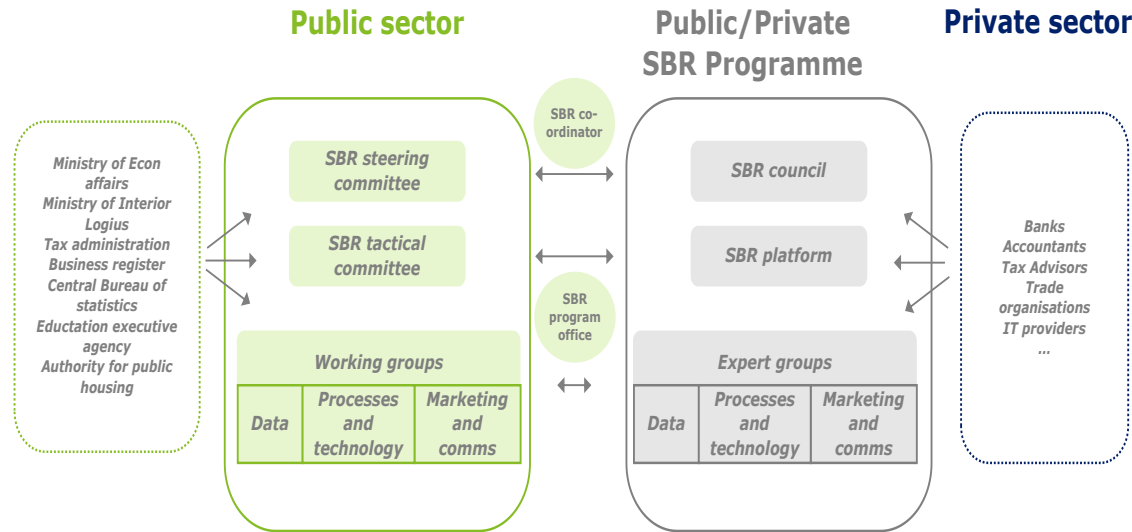 Public sector
Public/Private
SBR Programme
Private sector
Ministry of Econ
affairs
Ministry of Interior
Logius
Tax administration
Business register
Central Bureau of
statistics
Eductation executive
agency
Authority for public
housing
SBR steering
committee
SBR tactical
committee
Working groups
Data
Processes
and
technology
Marketing
and
comms
SBR co-
ordinator
SBR
program
office
SBR council
SBR platform
Expert groups
Data
Processes
and
technology
Marketing
and
comms
Banks
Accountants
Tax Advisors
Trade
organisations
IT providers
...